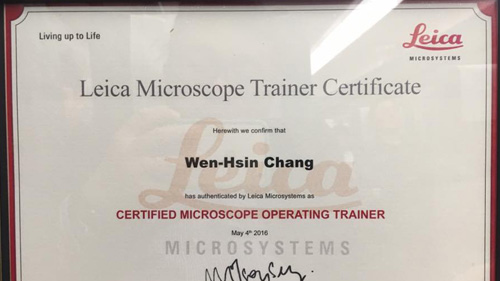 Living up to Life
Leica
MICROSYSTEMS
Leica Microscope Trainer Certificate
Herewith we confirm that
Wen-Hsin Chang
has authenticated by Leica Microsystems as
CERTIFIED MICROSCOPE OPERATING TRAINER
May 4th 2016
Leica
MICROSYSTEMS